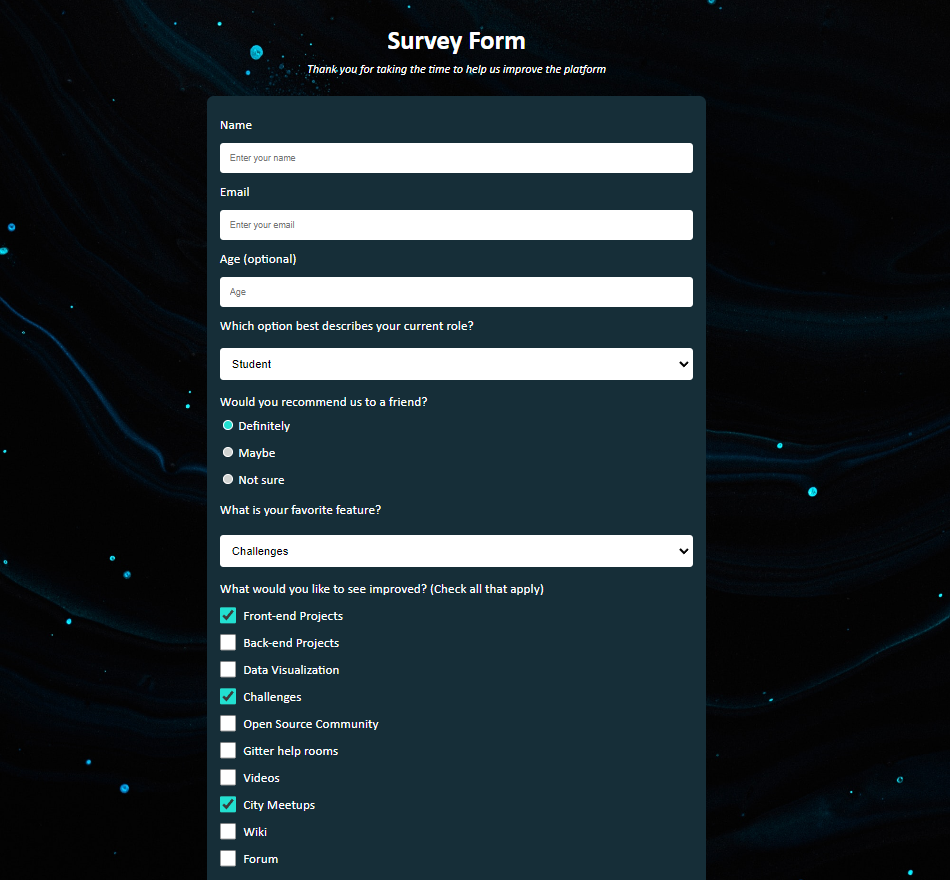 Survey Form
Thank you for taking the time to help us improve the platform
Name
Enter your name
Email
Enter your email
Age (optional)
Age
Which option best describes your current role?
Student
Would you recommend us to a friend?
Definitely
Maybe
Not sure
What is your favorite feature?
Challenges
What would you like to see improved? (Check all that apply)
Front-end Projects
Back-end Projects
Data Visualization
Challenges
Open Source Community
Gitter help rooms
Videos
City Meetups
Wiki
Forum